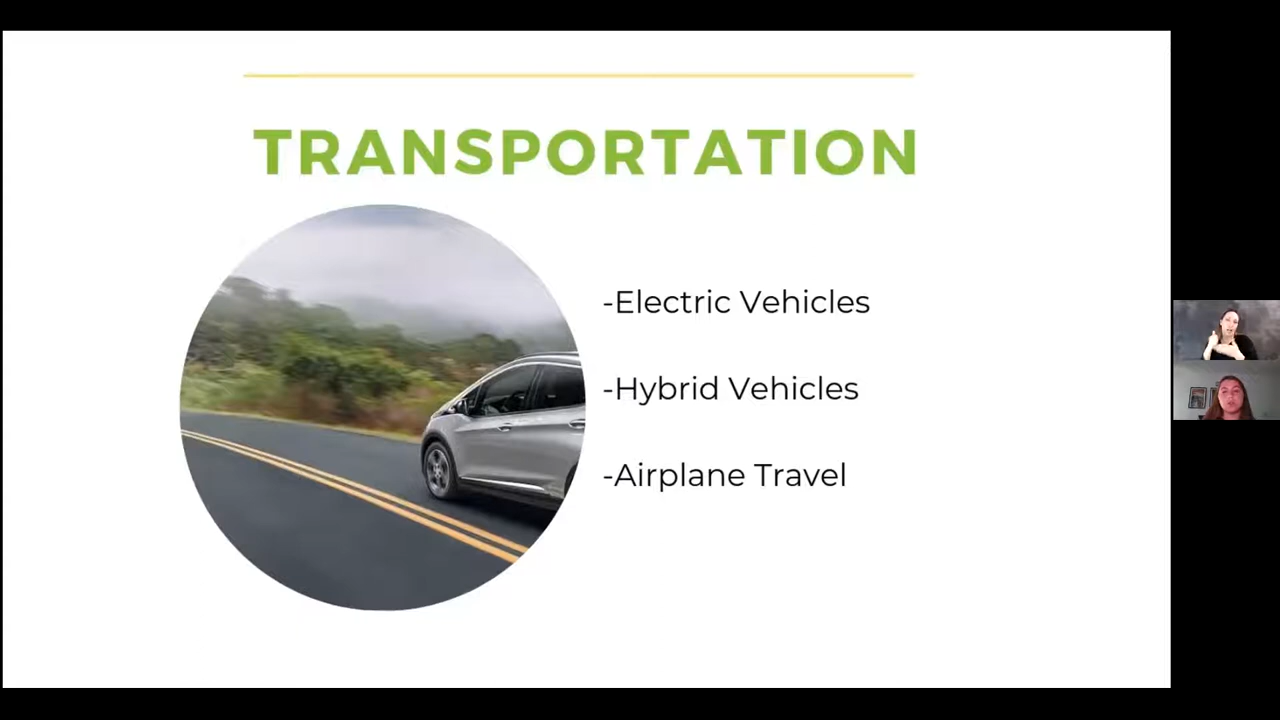 TRANSPORTATION
-Electric Vehicles
-Hybrid Vehicles
-Airplane Travel